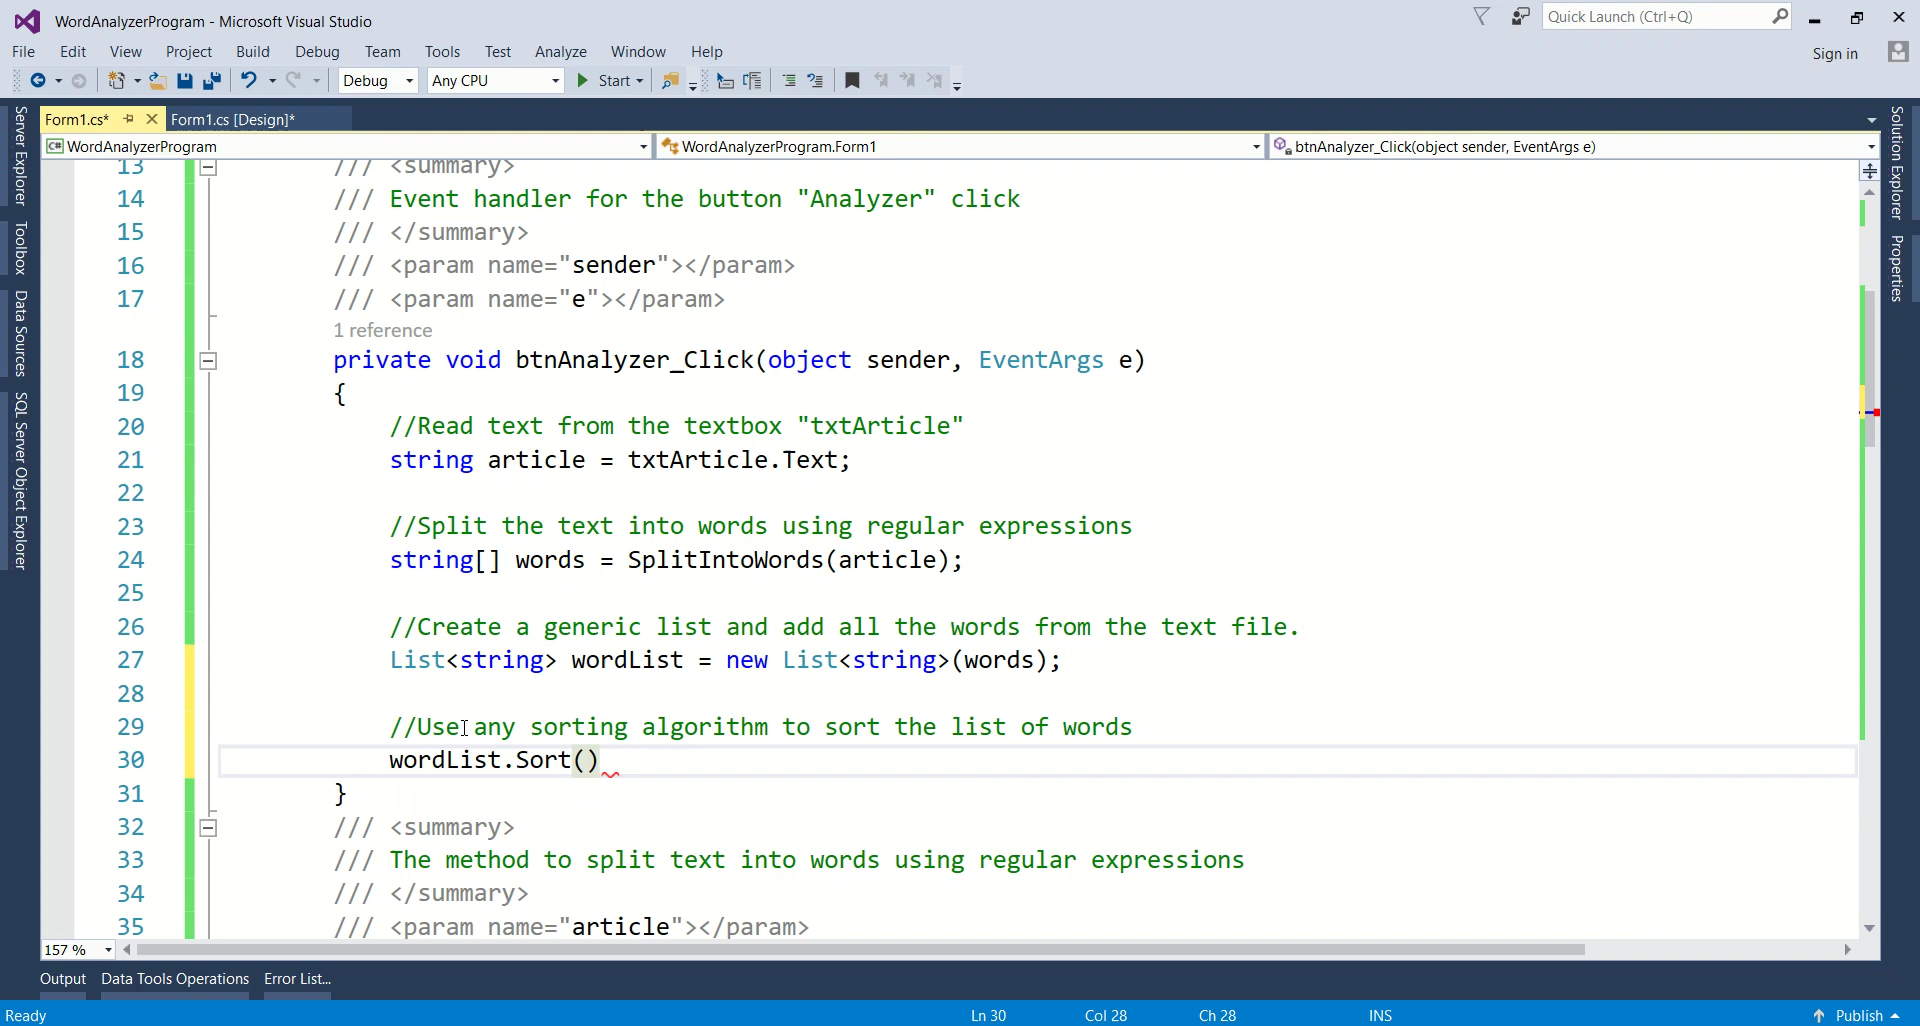 WordAnalyzerProgram - Microsoft Visual Studio
Quick Launch (Ctrl+Q)
File Edit View Project Build Debug Team Tools Test Analyze Window Help
Sign in
Debug Any CPU Start
Form1.cs* Form1.cs [Design]*
C# WordAnalyzerProgram WordAnalyzerProgram.Form1 btnAnalyzer_Click(object sender, EventArgs e)
Server Explorer
Toolbox
Data Sources
SQL Server Object Explorer
Solution Explorer
Properties
13 /// <summary>
14 /// Event handler for the button "Analyzer" click
15 /// </summary>
16 /// <param name="sender"></param>
17 /// <param name="e"></param>
1 reference
18 private void btnAnalyzer_Click(object sender, EventArgs e)
19 {
20 //Read text from the textbox "txtArticle"
21 string article = txtArticle.Text;
22
23 //Split the text into words using regular expressions
24 string[] words = SplitIntoWords(article);
25
26 //Create a generic list and add all the words from the text file.
27 List<string> wordList = new List<string>(words);
28
29 //Use any sorting algorithm to sort the list of words
30 wordList.Sort()
31 }
32 /// <summary>
33 /// The method to split text into words using regular expressions
34 /// </summary>
35 /// <param name="article"></param>
157 %
Output Data Tools Operations Error List...
Ready Ln 30 Col 28 Ch 28 INS Publish